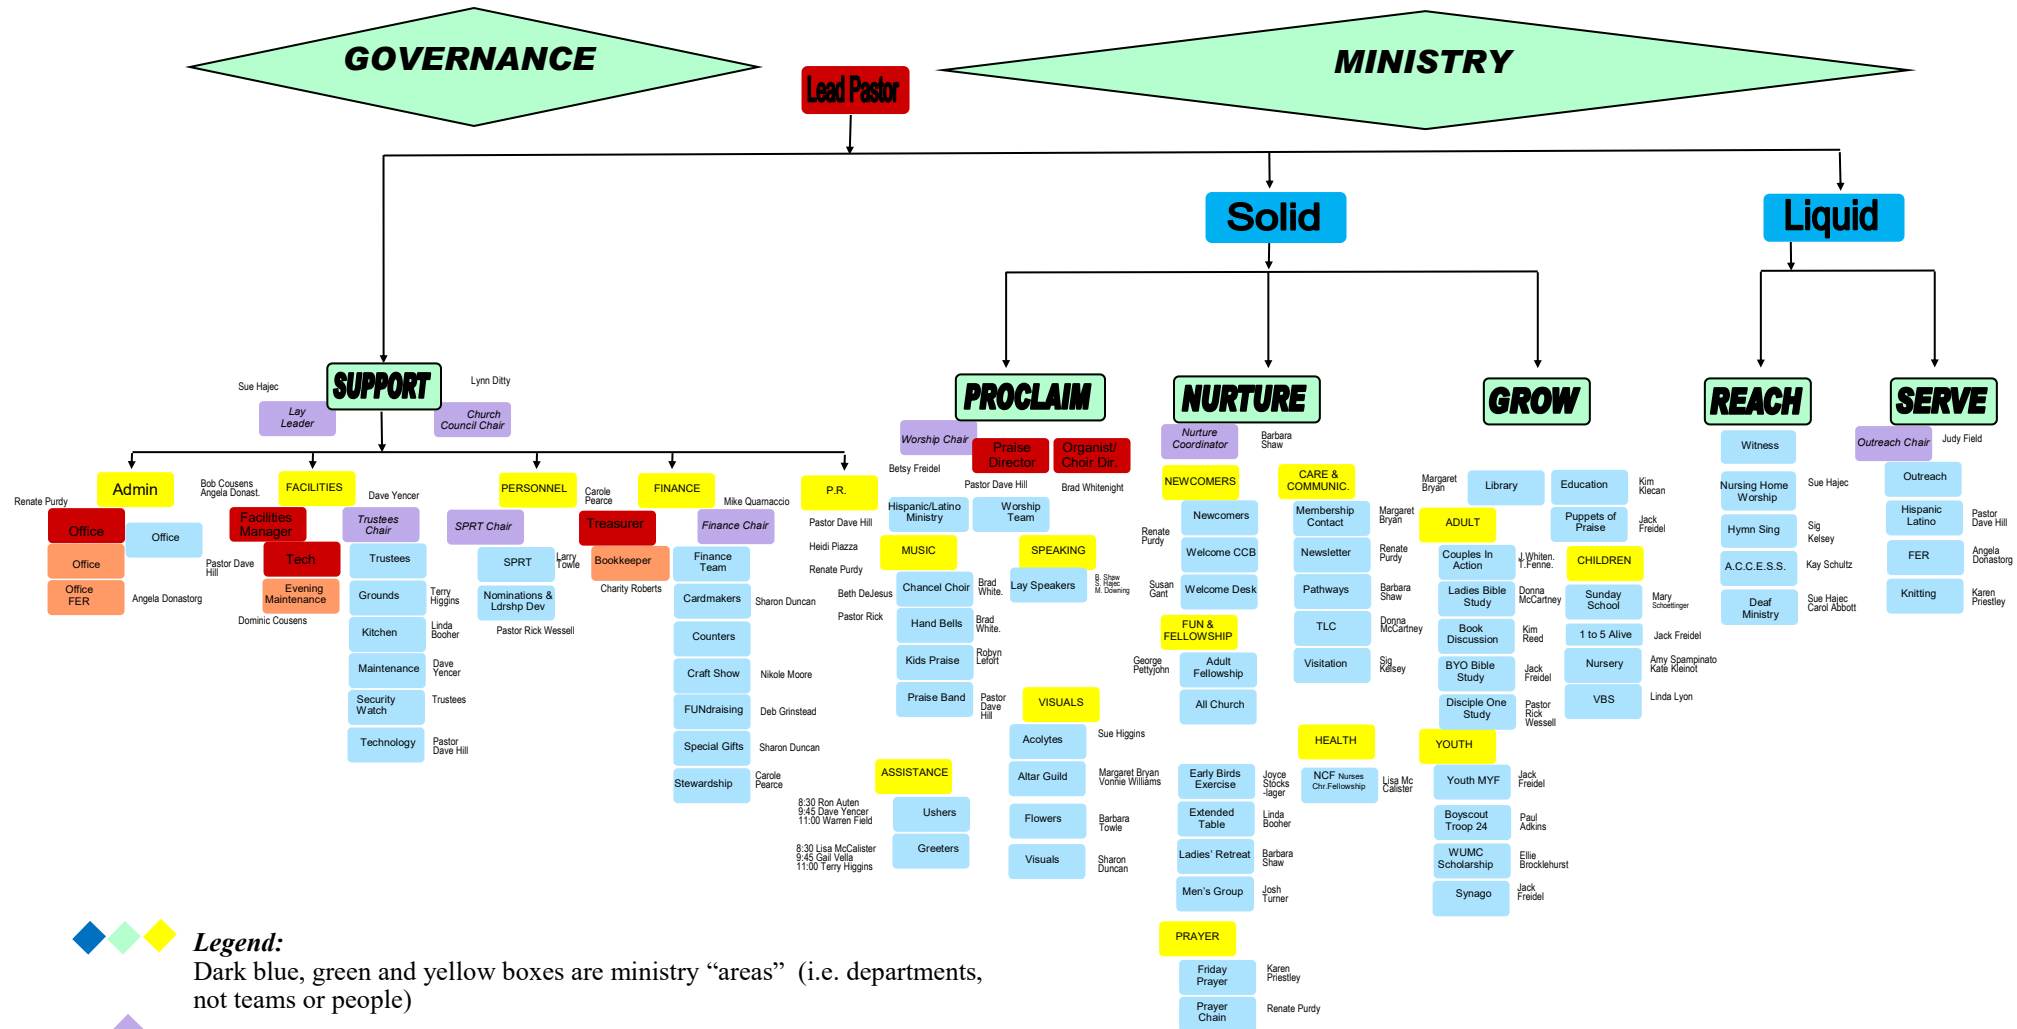 GOVERNANCE
MINISTRY
Lead Pastor
Solid
Liquid
SUPPORT
Sue Hajec
Lynn Ditty
Lay
Leader
Church
Council Chair
PROCLAIM
NURTURE
GROW
REACH
SERVE
Admin
Renate Purdy
Office
Office
Office
Office
FER
Pastor Dave
Hill
Angela Donastorg
Bob Cousens
Angela Donast.
FACILITIES
Dave Yencer
Facilities
Manager
Trustees
Chair
Tech
Evening
Maintenance
Dominic Cousens
Trustees
Grounds
Terry
Higgins
Kitchen
Linda
Booher
Maintenance
Dave
Yencer
Security
Watch
Trustees
Technology
Pastor
Dave Hill
PERSONNEL
Carole
Pearce
SPRT Chair
SPRT
Larry
Towle
Nominations &
Ldrshp Dev
Pastor Rick Wessell
FINANCE
Mike Quarnaccio
Treasurer
Finance Chair
Bookkeeper
Charity Roberts
Finance
Team
Cardmakers
Sharon Duncan
Counters
Craft Show
Nikole Moore
FUNdraising
Deb Grinstead
Special Gifts
Sharon Duncan
Stewardship
Carole
Pearce
P.R.
Pastor Dave Hill
Heidi Piazza
Renate Purdy
Beth DeJesus
Pastor Rick
Worship Chair
Betsy Freidel
Praise
Director
Pastor Dave Hill
Organist/
Choir Dir.
Brad Whitenight
Hispanic/Latino
Ministry
Worship
Team
MUSIC
Chancel Choir
Brad
White.
Hand Bells
Brad
White.
Kids Praise
Robyn
Lefort
Praise Band
Pastor
Dave
Hill
SPEAKING
Lay Speakers
B. Shaw
S. Hajec
M. Downing
VISUALS
Acolytes
Sue Higgins
Altar Guild
Margaret Bryan
Vonnie Williams
Flowers
Barbara
Towle
Visuals
Sharon
Duncan
ASSISTANCE
8:30 Ron Auten
9:45 Dave Yencer
11:00 Warren Field
Ushers
8:30 Lisa McCalister
9:45 Gail Vella
11:00 Terry Higgins
Greeters
Nurture
Coordinator
Barbara
Shaw
NEWCOMERS
Newcomers
Renate
Purdy
Welcome CCB
Susan
Gant
Welcome Desk
FUN &
FELLOWSHIP
George
Pettyjohn
Adult
Fellowship
All Church
Early Birds
Exercise
Joyce
Stocks
-lager
Extended
Table
Linda
Booher
Ladies' Retreat
Barbara
Shaw
Men's Group
Josh
Turner
PRAYER
Friday
Prayer
Karen
Priestley
Prayer
Chain
Renate Purdy
CARE &
COMMUNIC.
Membership
Contact
Margaret
Bryan
Newsletter
Renate
Purdy
Pathways
Barbara
Shaw
TLC
Donna
McCartney
Visitation
Sig
Kelsey
HEALTH
NCF Nurses
Chr.Fellowship
Lisa Mc
Calister
Margaret
Bryan
Library
Education
Kim
Klecan
Puppets of
Praise
Jack
Freidel
ADULT
Couples In
Action
J.Whiten.
T.Fenne.
Ladies Bible
Study
Donna
McCartney
Book
Discussion
Kim
Reed
BYO Bible
Study
Jack
Freidel
Disciple One
Study
Pastor
Rick
Wessell
CHILDREN
Sunday
School
Mary
Schoettinger
1 to 5 Alive
Jack Freidel
Nursery
Amy Spampinato
Kate Kleinot
VBS
Linda Lyon
YOUTH
Youth MYF
Jack
Freidel
Boyscout
Troop 24
Paul
Adkins
WUMC
Scholarship
Ellie
Brocklehurst
Synago
Jack
Freidel
Witness
Nursing Home
Worship
Sue Hajec
Hymn Sing
Sig
Kelsey
A.C.C.E.S.S.
Kay Schultz
Deaf
Ministry
Sue Hajec
Carol Abbott
Outreach Chair
Judy Field
Outreach
Hispanic
Latino
Pastor
Dave Hill
FER
Angela
Donastorg
Knitting
Karen
Priestley
Legend:
Dark blue, green and yellow boxes are ministry “areas” (i.e. departments,
not teams or people)